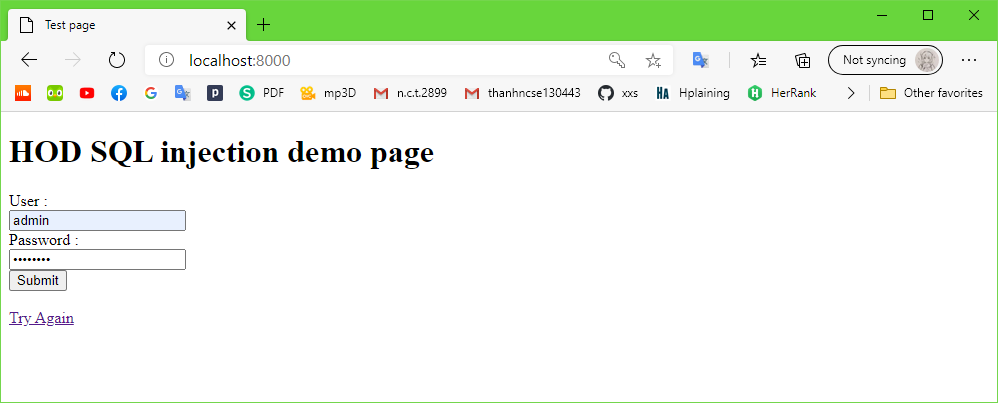 Test page
localhost:8000
Not syncing
PDF mp3D n.c.t.2899 thanhncse130443 xxs HA Hplaining HerRank Other favorites
HOD SQL injection demo page
User :
admin
Password :
••••••••
Submit
Try Again